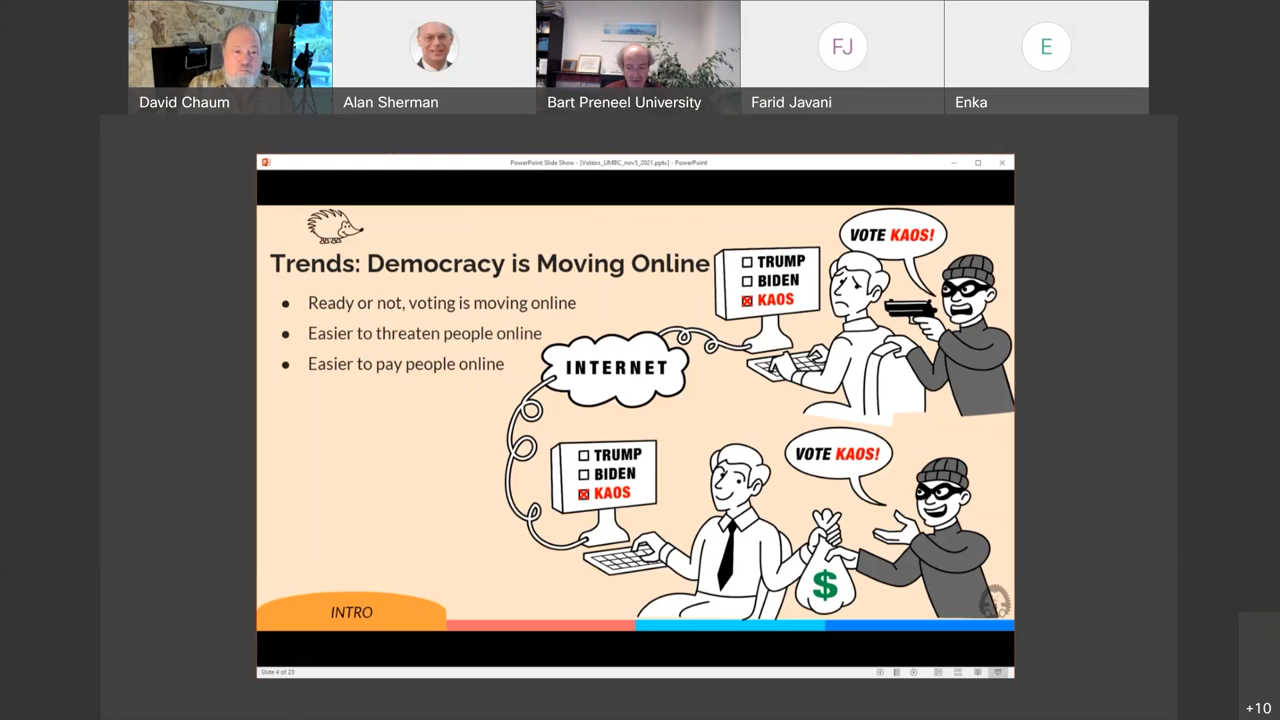 David Chaum
Alan Sherman
Bart Preneel University
FJ
Farid Javani
E
Enka
PowerPoint Slide Show - [Votexx_UMBC_nov5_2021.pptx] - PowerPoint
Trends: Democracy is Moving Online
● Ready or not, voting is moving online
● Easier to threaten people online
● Easier to pay people online
VOTE KAOS!
TRUMP
BIDEN
KAOS
INTERNET
VOTE KAOS!
TRUMP
BIDEN
KAOS
$
INTRO
Slide 4 of 23
+10